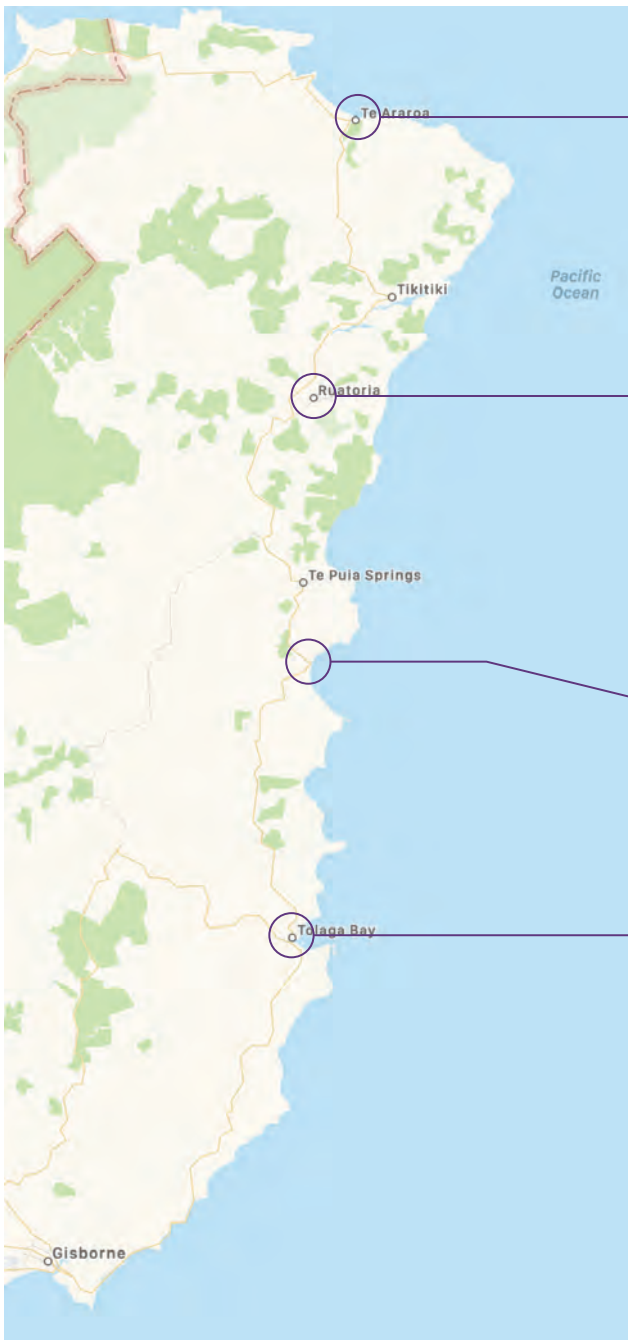 Te Araroa
Pacific
Ocean
Tikitiki
Ruatoria
Te Puia Springs
Tolaga Bay
Gisborne